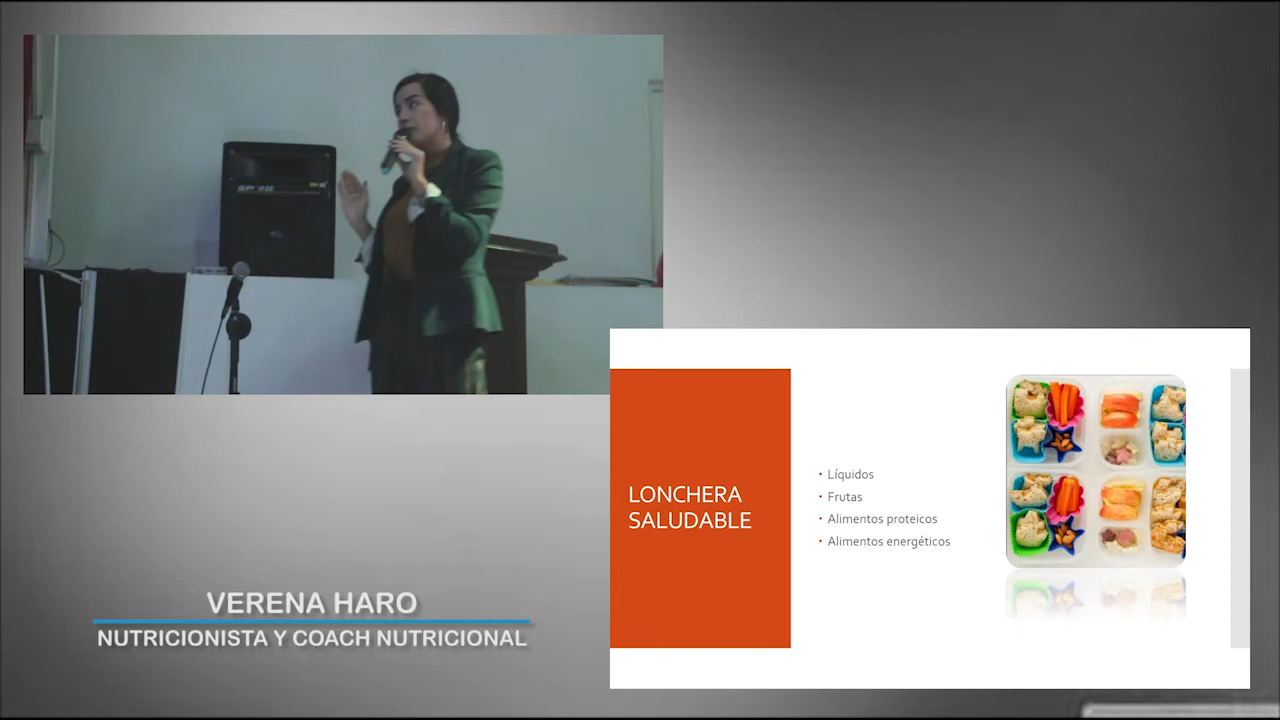 VERENA HARO
NUTRICIONISTA Y COACH NUTRICIONAL
LONCHERA
SALUDABLE
• Líquidos
• Frutas
• Alimentos proteicos
• Alimentos energéticos